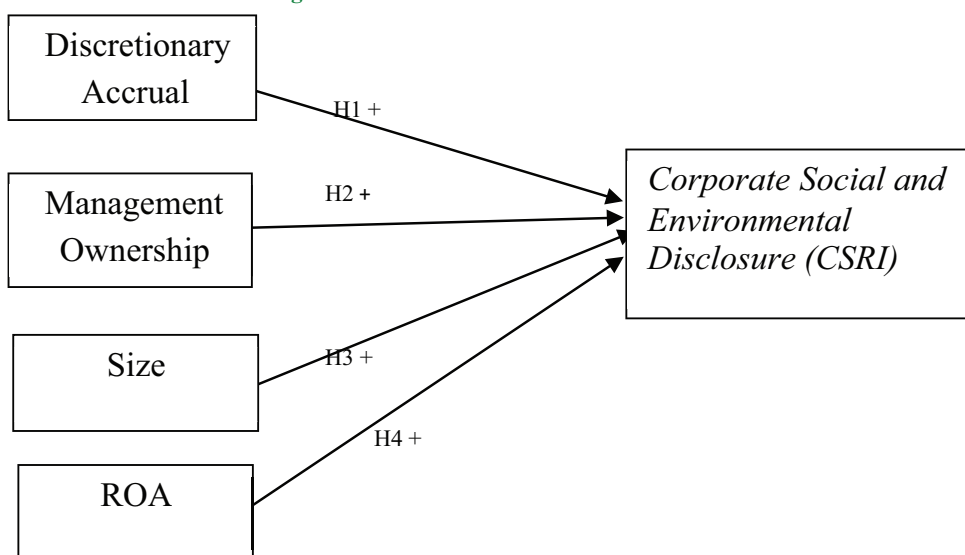 Discretionary
Accrual
H1 +
Management
Ownership
H2 +
Corporate Social and
Environmental
Disclosure (CSRI)
Size
H3 +
H4 +
ROA